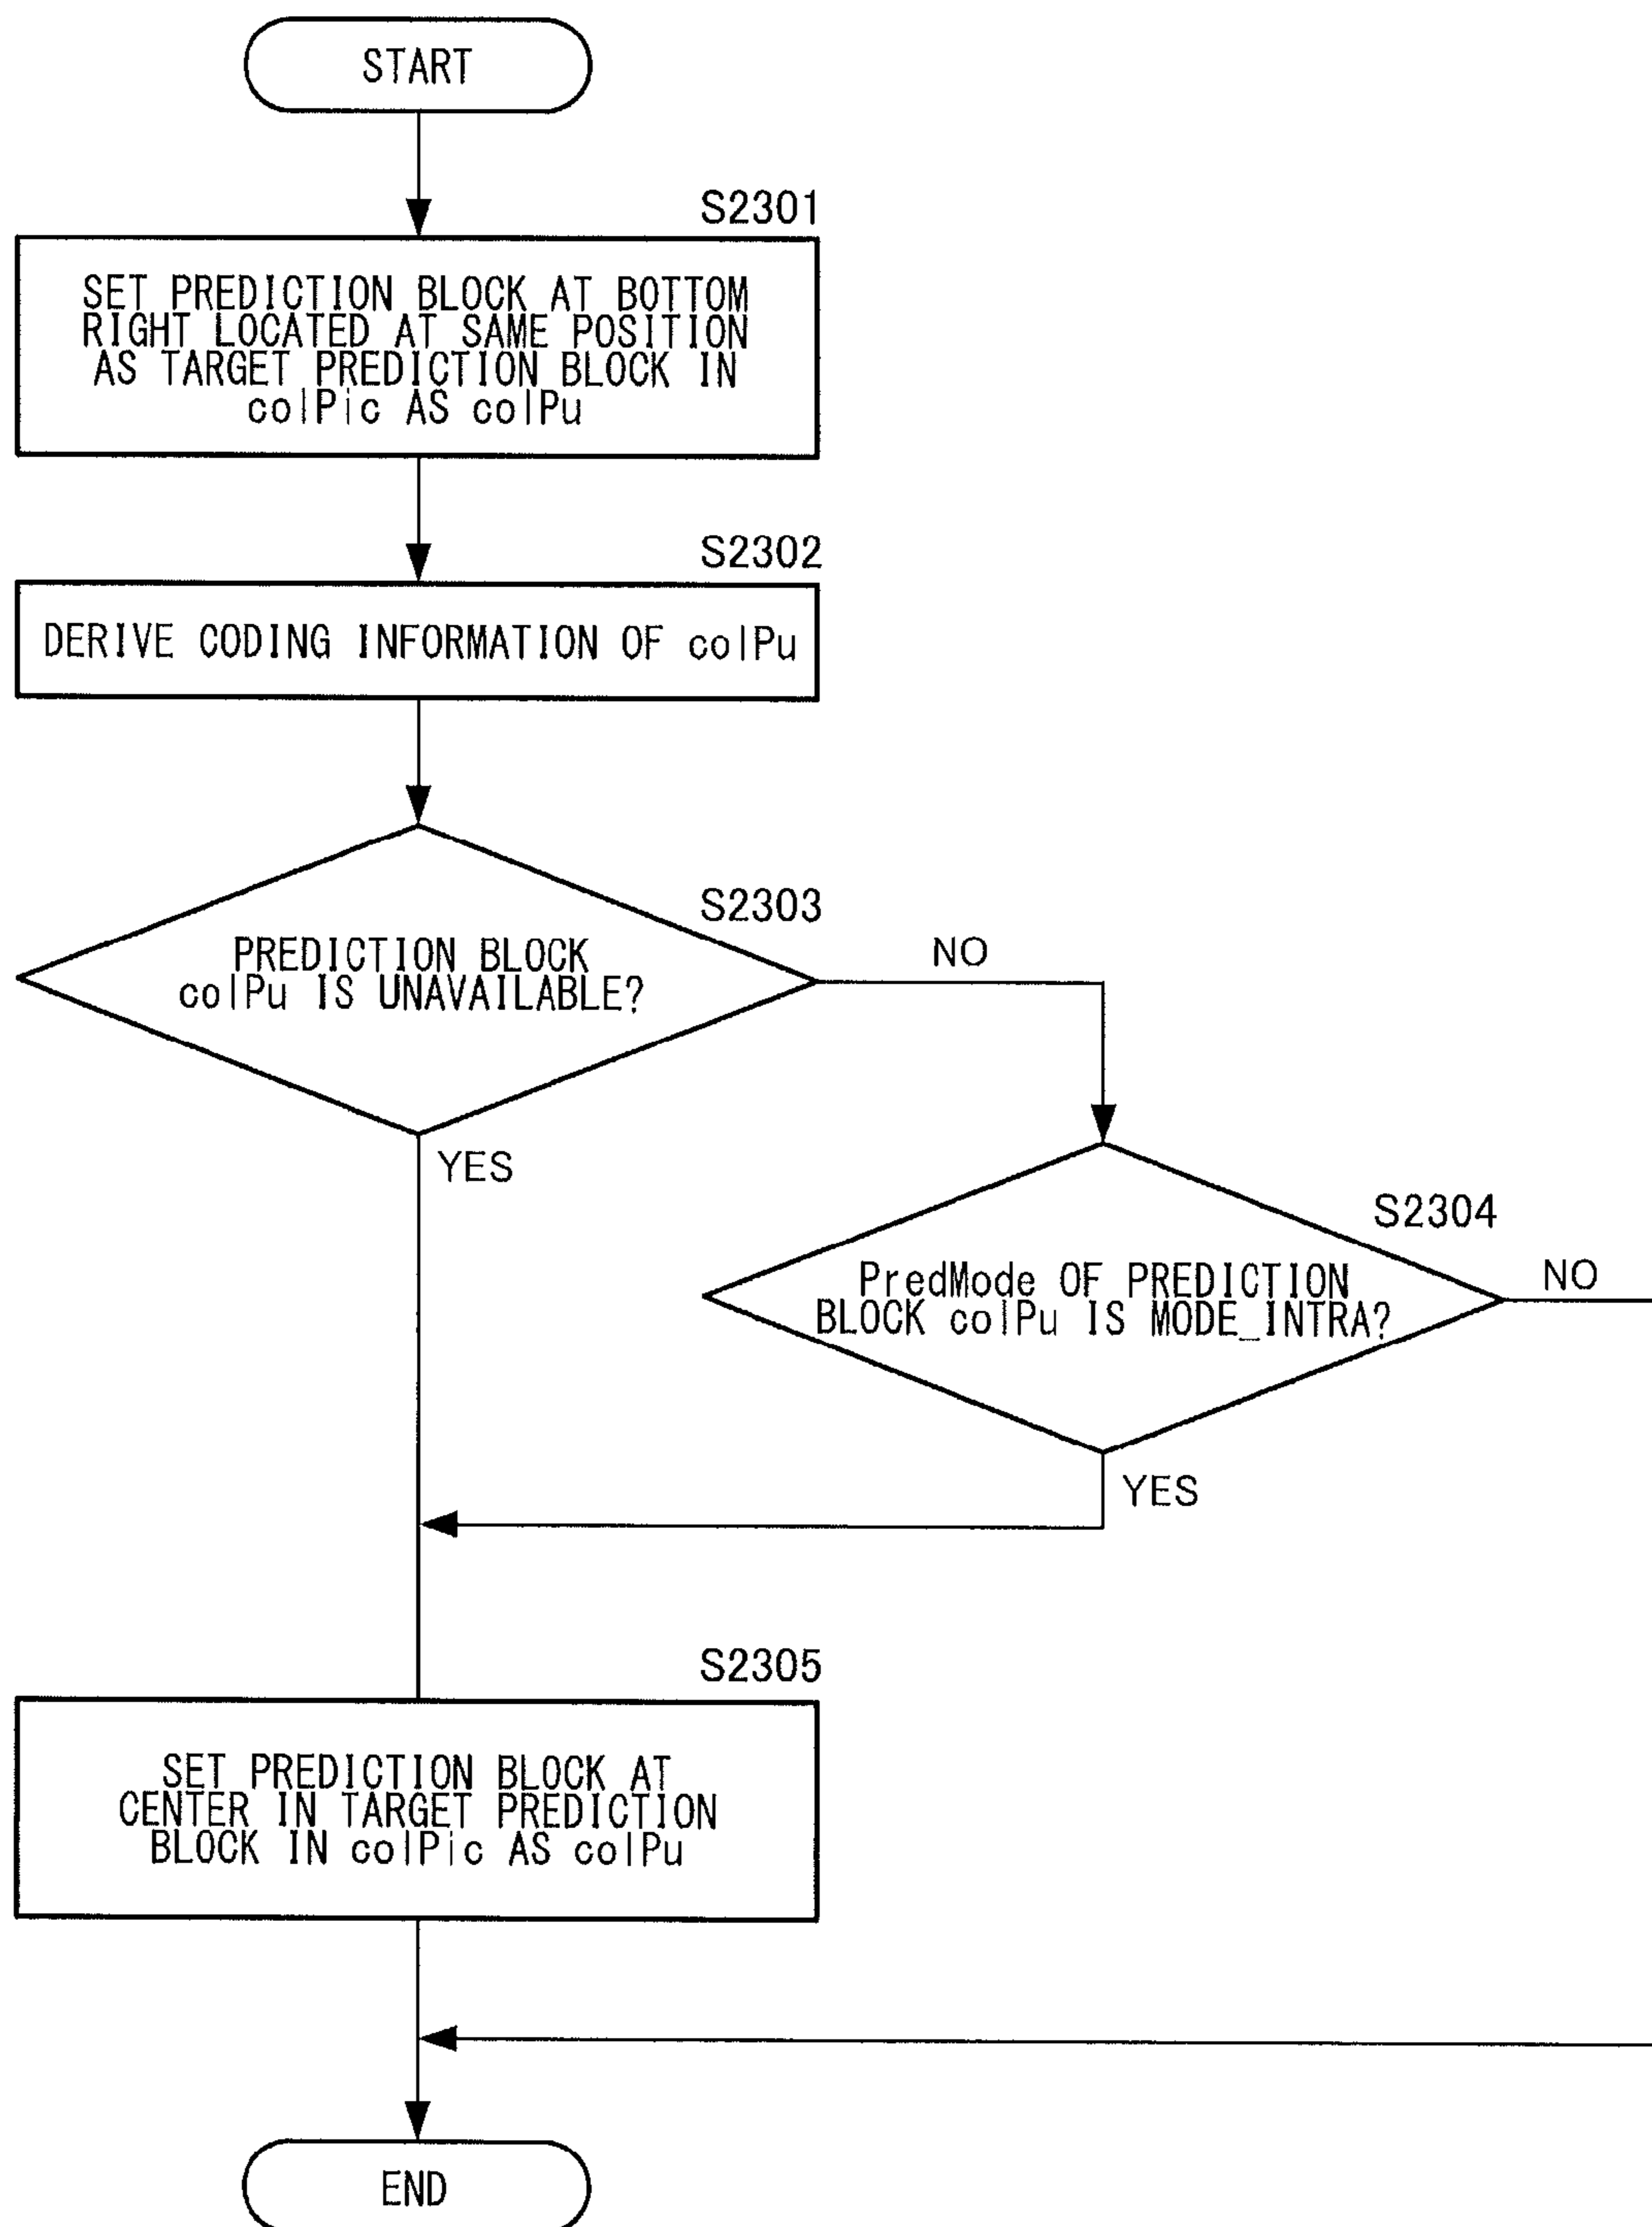 START
S2301
SET PREDICTION BLOCK AT BOTTOM
RIGHT LOCATED AT SAME POSITION
AS TARGET PREDICTION BLOCK IN
colPic AS colPu
S2302
DERIVE CODING INFORMATION OF colPu
S2303
PREDICTION BLOCK
colPu IS UNAVAILABLE?
NO
YES
S2304
PredMode OF PREDICTION
BLOCK colPu IS MODE_INTRA?
NO
YES
S2305
SET PREDICTION BLOCK AT
CENTER IN TARGET PREDICTION
BLOCK IN colPic AS colPu
END